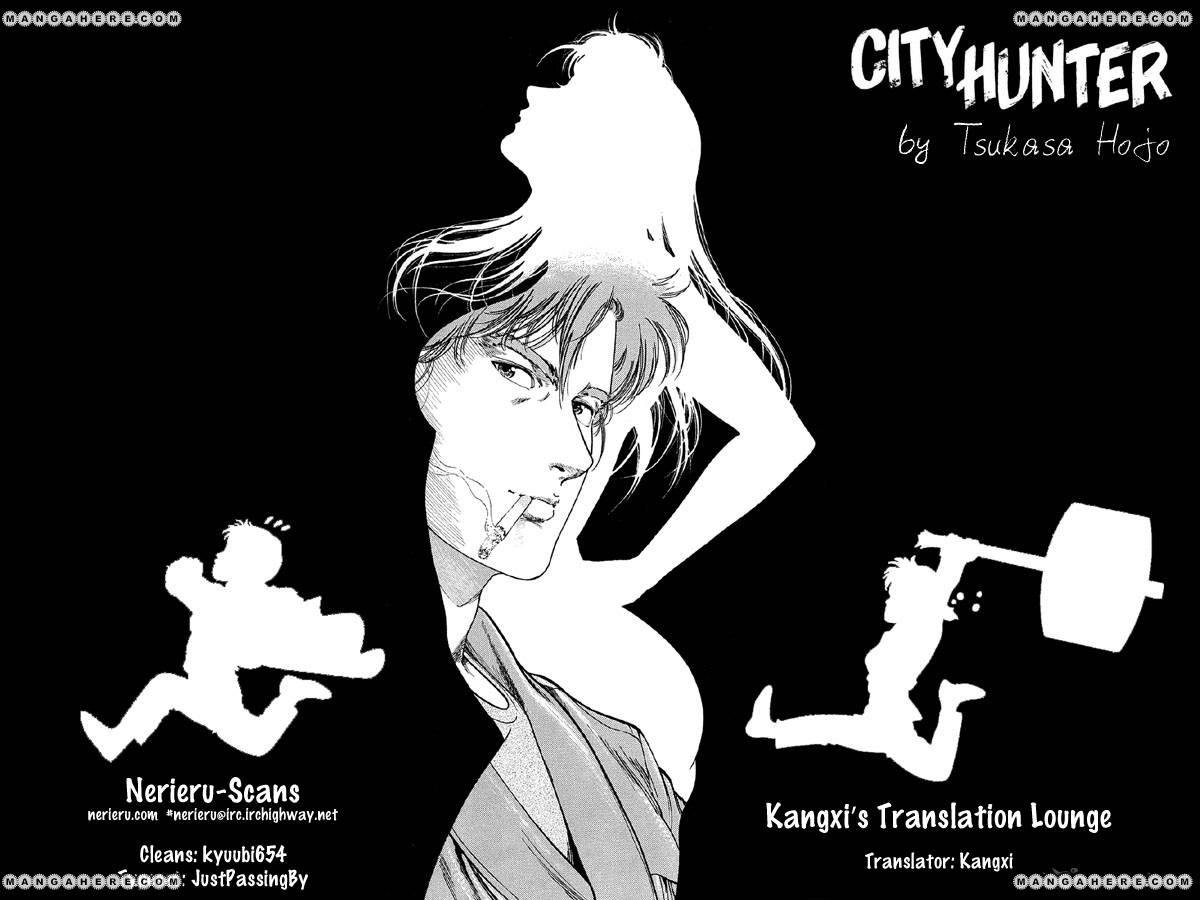 MANGAHERE.COM
MANGAHERE.COM
CITY HUNTER
by Tsukasa Hojo
Nerieru-Scans
nerieru.com #nerieru@irc.irchighway.net
Cleans: kyuubi654
JustPassingBy
Kangxi's Translation Lounge
Translator: Kangxi
MANGAHERE.COM
MANGAHERE.COM